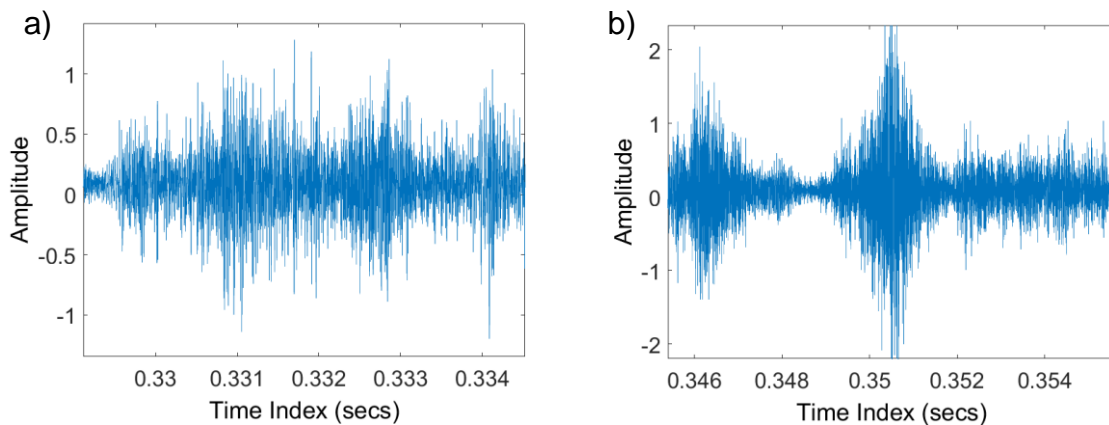 a)
Amplitude
1
0.5
0
-0.5
-1
0.33 0.331 0.332 0.333 0.334
Time Index (secs)
b)
Amplitude
2
1
0
-1
-2
0.346 0.348 0.35 0.352 0.354
Time Index (secs)